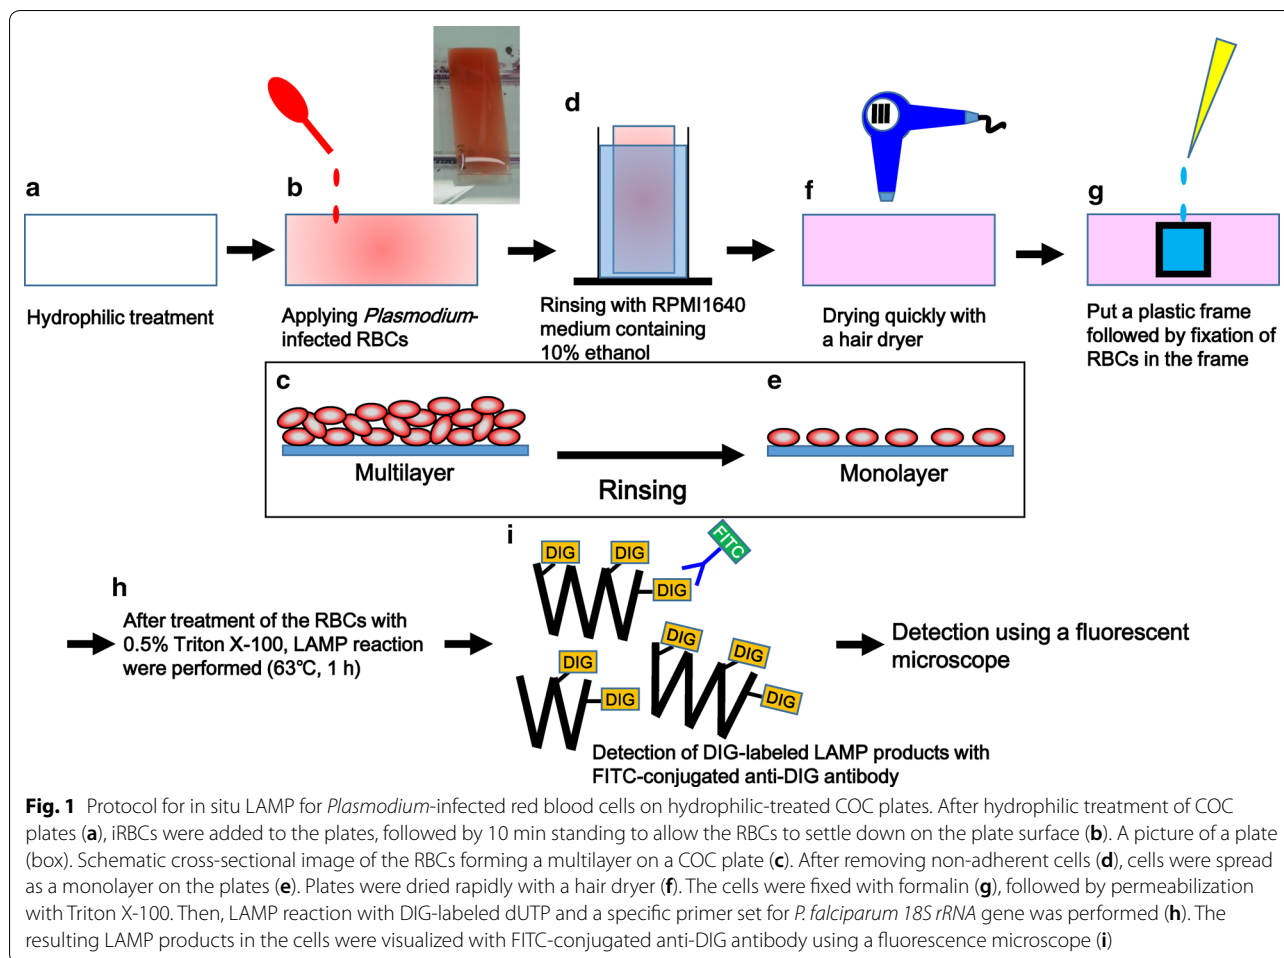 a
Hydrophilic treatment
b
Applying Plasmodium-
infected RBCs
d
Rinsing with RPMI1640
medium containing
10% ethanol
f
Drying quickly with
a hair dryer
g
Put a plastic frame
followed by fixation of
RBCs in the frame
c
Multilayer
Rinsing
e
Monolayer
h
After treatment of the RBCs with
0.5% Triton X-100, LAMP reaction
were performed (63℃, 1 h)
i
DIG
DIG
DIG
FITC
DIG
DIG
DIG
DIG
DIG
Detection of DIG-labeled LAMP products with
FITC-conjugated anti-DIG antibody
Detection using a fluorescent
microscope
Fig. 1 Protocol for in situ LAMP for Plasmodium-infected red blood cells on hydrophilic-treated COC plates. After hydrophilic treatment of COC
plates (a), iRBCs were added to the plates, followed by 10 min standing to allow the RBCs to settle down on the plate surface (b). A picture of a plate
(box). Schematic cross-sectional image of the RBCs forming a multilayer on a COC plate (c). After removing non-adherent cells (d), cells were spread
as a monolayer on the plates (e). Plates were dried rapidly with a hair dryer (f). The cells were fixed with formalin (g), followed by permeabilization
with Triton X-100. Then, LAMP reaction with DIG-labeled dUTP and a specific primer set for P. falciparum 18S rRNA gene was performed (h). The
resulting LAMP products in the cells were visualized with FITC-conjugated anti-DIG antibody using a fluorescence microscope (i)